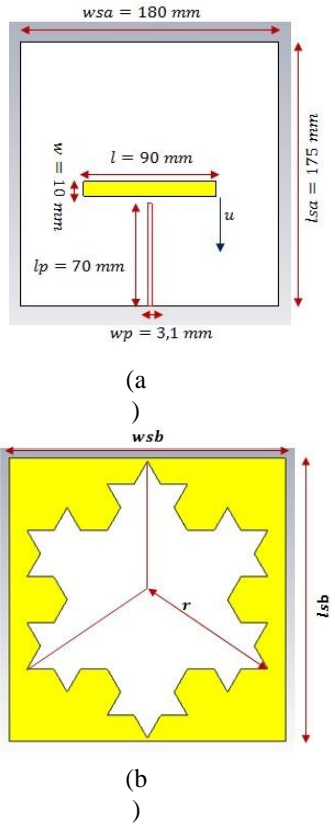 wsa = 180 mm
l = 90 mm
w = 10 mm
lsa = 175 mm
u
lp = 70 mm
wp = 3,1 mm
(a
)
wsb
r
lsb
(b
)